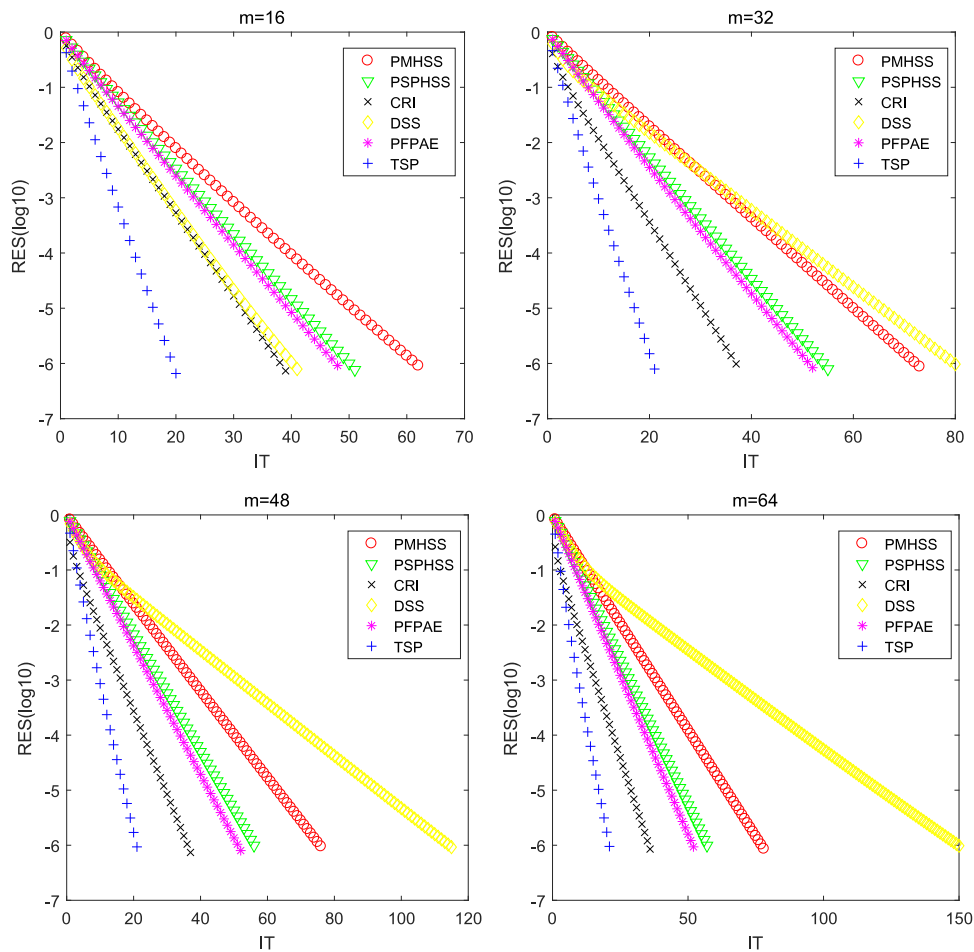 m=16
0
-1
-2
-3
-4
-5
-6
-7
RES(log10)
0 10 20 30 40 50 60 70
IT
PMHSS
PSPHSS
CRI
DSS
PFPAE
TSP
m=32
0
-1
-2
-3
-4
-5
-6
-7
RES(log10)
0 20 40 60 80
IT
PMHSS
PSPHSS
CRI
DSS
PFPAE
TSP
m=48
0
-1
-2
-3
-4
-5
-6
-7
RES(log10)
0 20 40 60 80 100 120
IT
PMHSS
PSPHSS
CRI
DSS
PFPAE
TSP
m=64
0
-1
-2
-3
-4
-5
-6
-7
RES(log10)
0 50 100 150
IT
PMHSS
PSPHSS
CRI
DSS
PFPAE
TSP